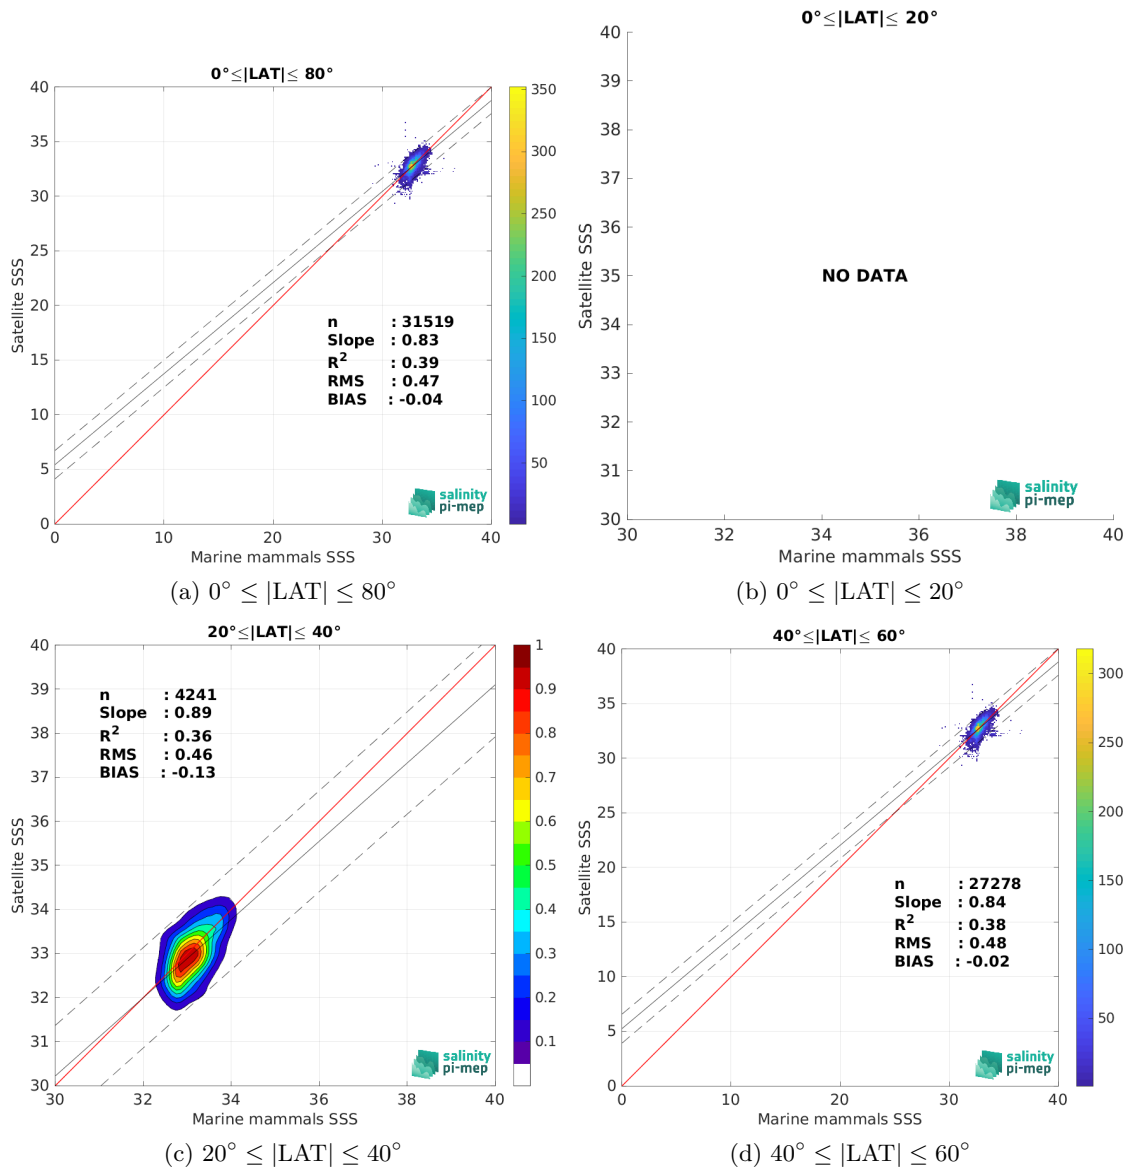 0°≤|LAT|≤ 80°
40
35
30
25
20
15
10
5
0
0
10
20
30
40
Satellite SSS
Marine mammals SSS
n : 31519
Slope : 0.83
R2 : 0.39
RMS : 0.47
BIAS : -0.04
salinity
pi-mep
350
300
250
200
150
100
50
(a) 0° ≤ |LAT| ≤ 80°
0°≤|LAT|≤ 20°
40
39
38
37
36
35
34
33
32
31
30
30
32
34
36
38
40
Satellite SSS
Marine mammals SSS
NO DATA
salinity
pi-mep
(b) 0° ≤ |LAT| ≤ 20°
20°≤|LAT|≤ 40°
40
39
38
37
36
35
34
33
32
31
30
30
32
34
36
38
40
Satellite SSS
Marine mammals SSS
n : 4241
Slope : 0.89
R2 : 0.36
RMS : 0.46
BIAS : -0.13
salinity
pi-mep
1
0.9
0.8
0.7
0.6
0.5
0.4
0.3
0.2
0.1
(c) 20° ≤ |LAT| ≤ 40°
40°≤|LAT|≤ 60°
40
35
30
25
20
15
10
5
0
0
10
20
30
40
Satellite SSS
Marine mammals SSS
n : 27278
Slope : 0.84
R2 : 0.38
RMS : 0.48
BIAS : -0.02
salinity
pi-mep
300
250
200
150
100
50
(d) 40° ≤ |LAT| ≤ 60°